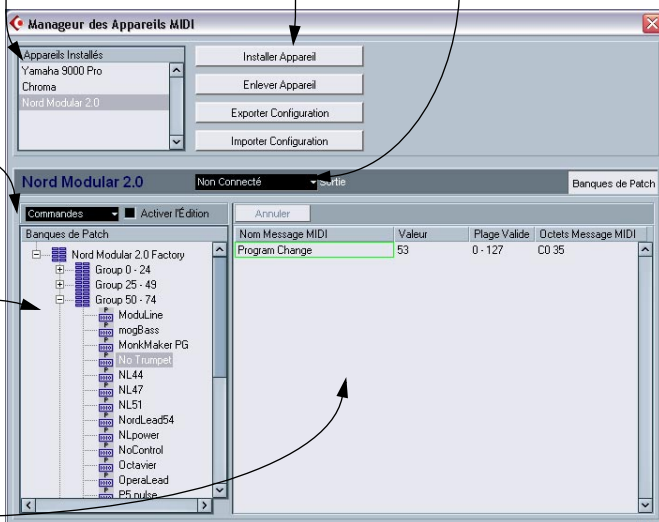 Manageur des Appareils MIDI
Appareils Installés
Yamaha 9000 Pro
Chroma
Nord Modular 2.0
Installer Appareil
Enlever Appareil
Exporter Configuration
Importer Configuration
Nord Modular 2.0
Non Connecté
Sortie
Banques de Patch
Commandes
Activer l'Édition
Annuler
Banques de Patch
Nom Message MIDI Valeur Plage Valide Octets Message MIDI
Program Change 53 0 - 127 C0 35
Nord Modular 2.0 Factory
Group 0 - 24
Group 25 - 49
Group 50 - 74
ModuLine
mogBass
MonkMaker PG
No Trumpet
NL44
NL47
NL51
NordLead54
NLpower
NoControl
Octavier
OperaLead
P5 pulse